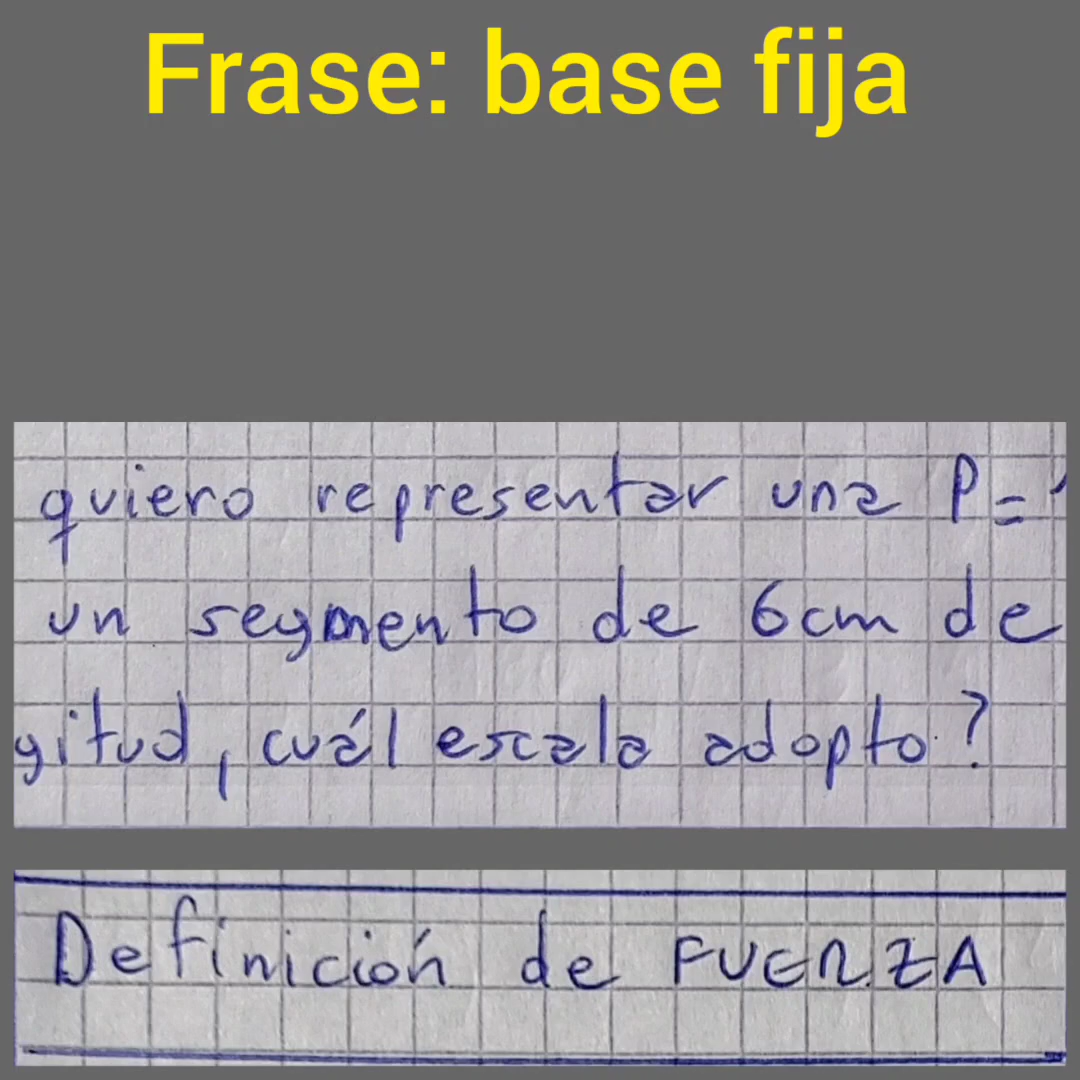 Frase: base fija
quiero representar una P=
un segmento de 6cm de
gitud, cuál escala adopto?
Definición de FUERZA